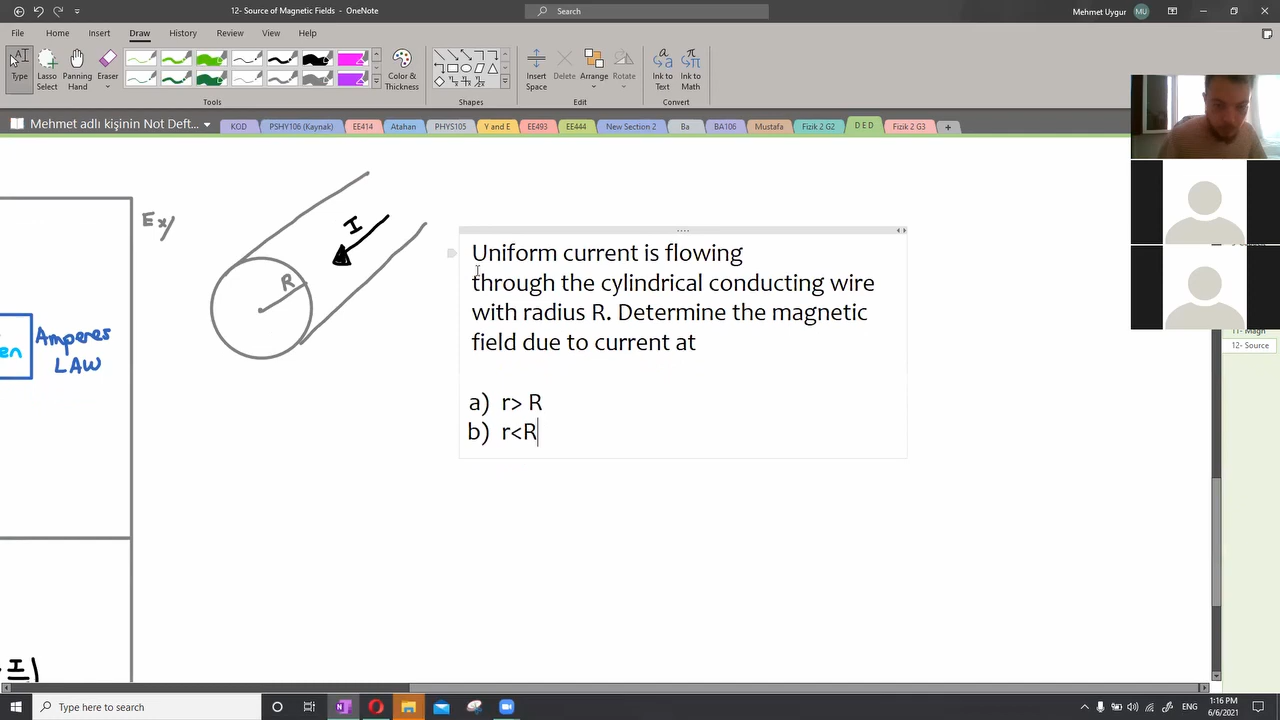 12- Source of Magnetic Fields - OneNote
Search
Mehmet Uygur
MU
File Home Insert Draw History Review View Help
Type
Lasso Select
Panning Hand
Eraser
Color & Thickness
Insert Space
Delete
Arrange
Rotate
Ink to Text
Ink to Math
Tools
Shapes
Edit
Convert
Mehmet adlı kişinin Not Deft...
KOD
PSHY106 (Kaynak)
EE414
Atahan
PHYS105
Y and E
EE493
EE444
New Section 2
Ba
BA106
Mustafa
Fizik 2 G2
D E D
Fizik 2 G3
+
Ex/
I
R
Amperes
LAW
en
Uniform current is flowing
through the cylindrical conducting wire
with radius R. Determine the magnetic
field due to current at
a) r> R
b) r<R
11- Magn
12- Source
I
Type here to search
ENG
1:16 PM
6/6/2021